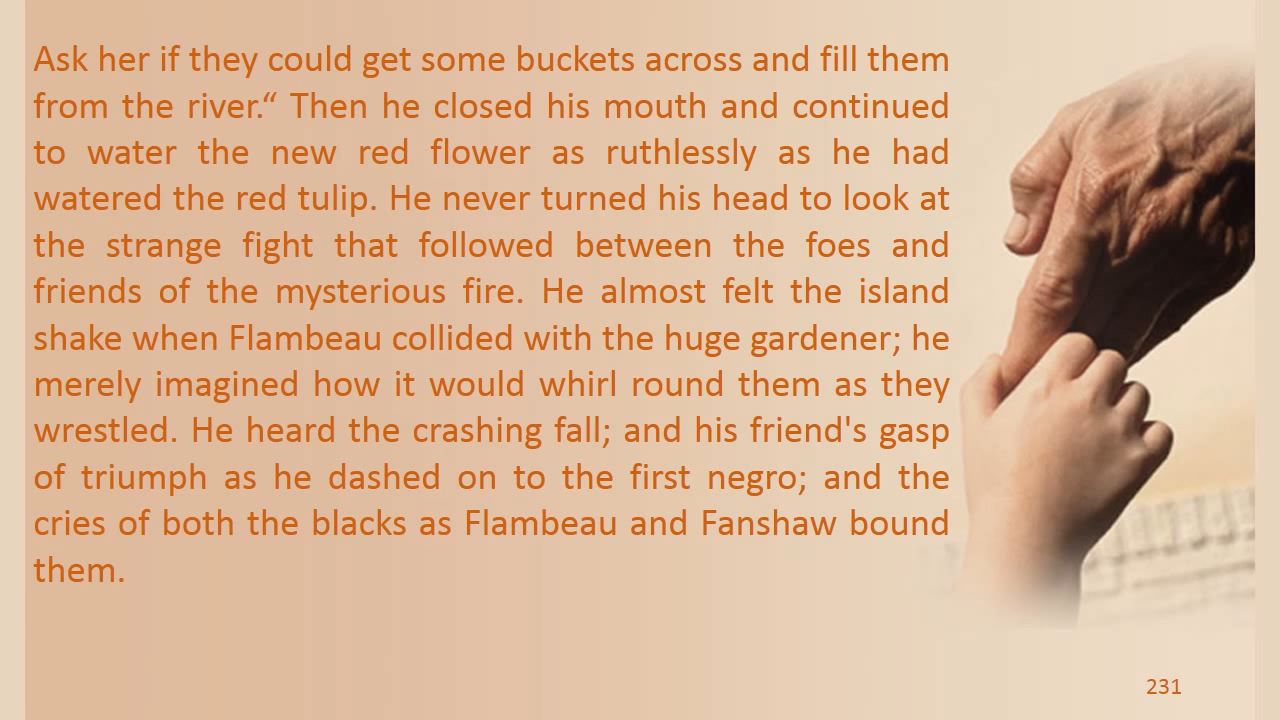 Ask her if they could get some buckets across and fill them
from the river.“ Then he closed his mouth and continued
to water the new red flower as ruthlessly as he had
watered the red tulip. He never turned his head to look at
the strange fight that followed between the foes and
friends of the mysterious fire. He almost felt the island
shake when Flambeau collided with the huge gardener; he
merely imagined how it would whirl round them as they
wrestled. He heard the crashing fall; and his friend's gasp
of triumph as he dashed on to the first negro; and the
cries of both the blacks as Flambeau and Fanshaw bound
them.
231